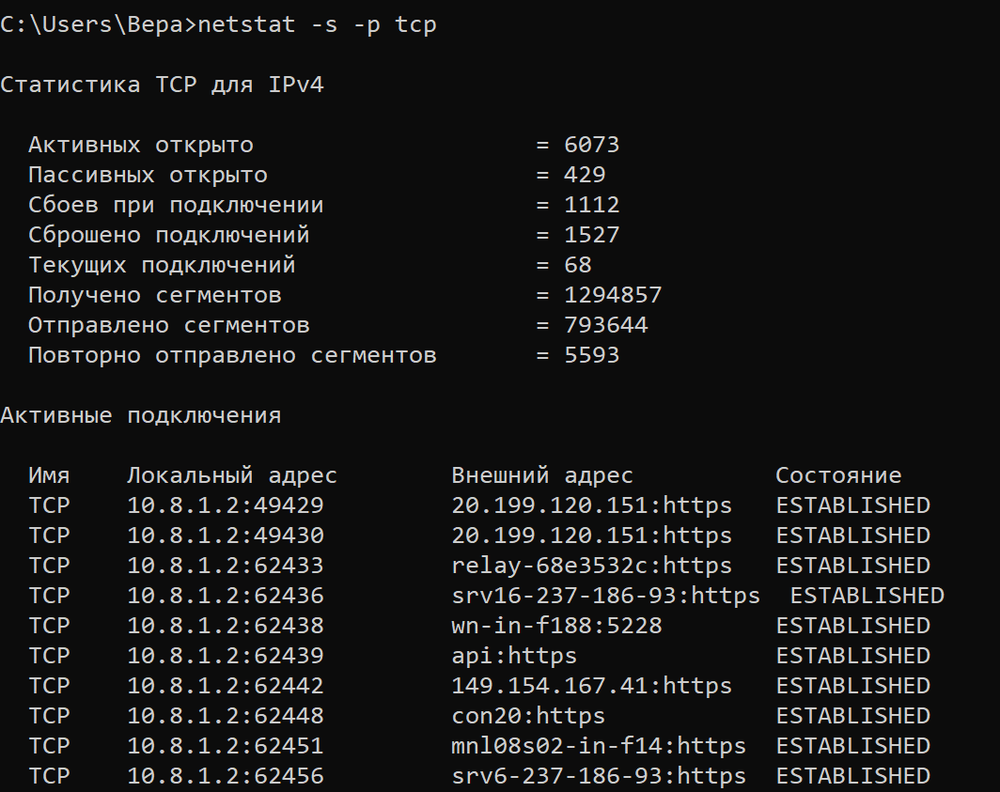 C:\Users\Вера>netstat -s -p tcp
Статистика TCP для IPv4
Активных открыто = 6073
Пассивных открыто = 429
Сбоев при подключении = 1112
Сброшено подключений = 1527
Текущих подключений = 68
Получено сегментов = 1294857
Отправлено сегментов = 793644
Повторно отправлено сегментов = 5593
Активные подключения
Имя Локальный адрес Внешний адрес Состояние
TCP 10.8.1.2:49429 20.199.120.151:https ESTABLISHED
TCP 10.8.1.2:49430 20.199.120.151:https ESTABLISHED
TCP 10.8.1.2:62433 relay-68e3532c:https ESTABLISHED
TCP 10.8.1.2:62436 srv16-237-186-93:https ESTABLISHED
TCP 10.8.1.2:62438 wn-in-f188:5228 ESTABLISHED
TCP 10.8.1.2:62439 api:https ESTABLISHED
TCP 10.8.1.2:62442 149.154.167.41:https ESTABLISHED
TCP 10.8.1.2:62448 con20:https ESTABLISHED
TCP 10.8.1.2:62451 mnl08s02-in-f14:https ESTABLISHED
TCP 10.8.1.2:62456 srv6-237-186-93:https ESTABLISHED